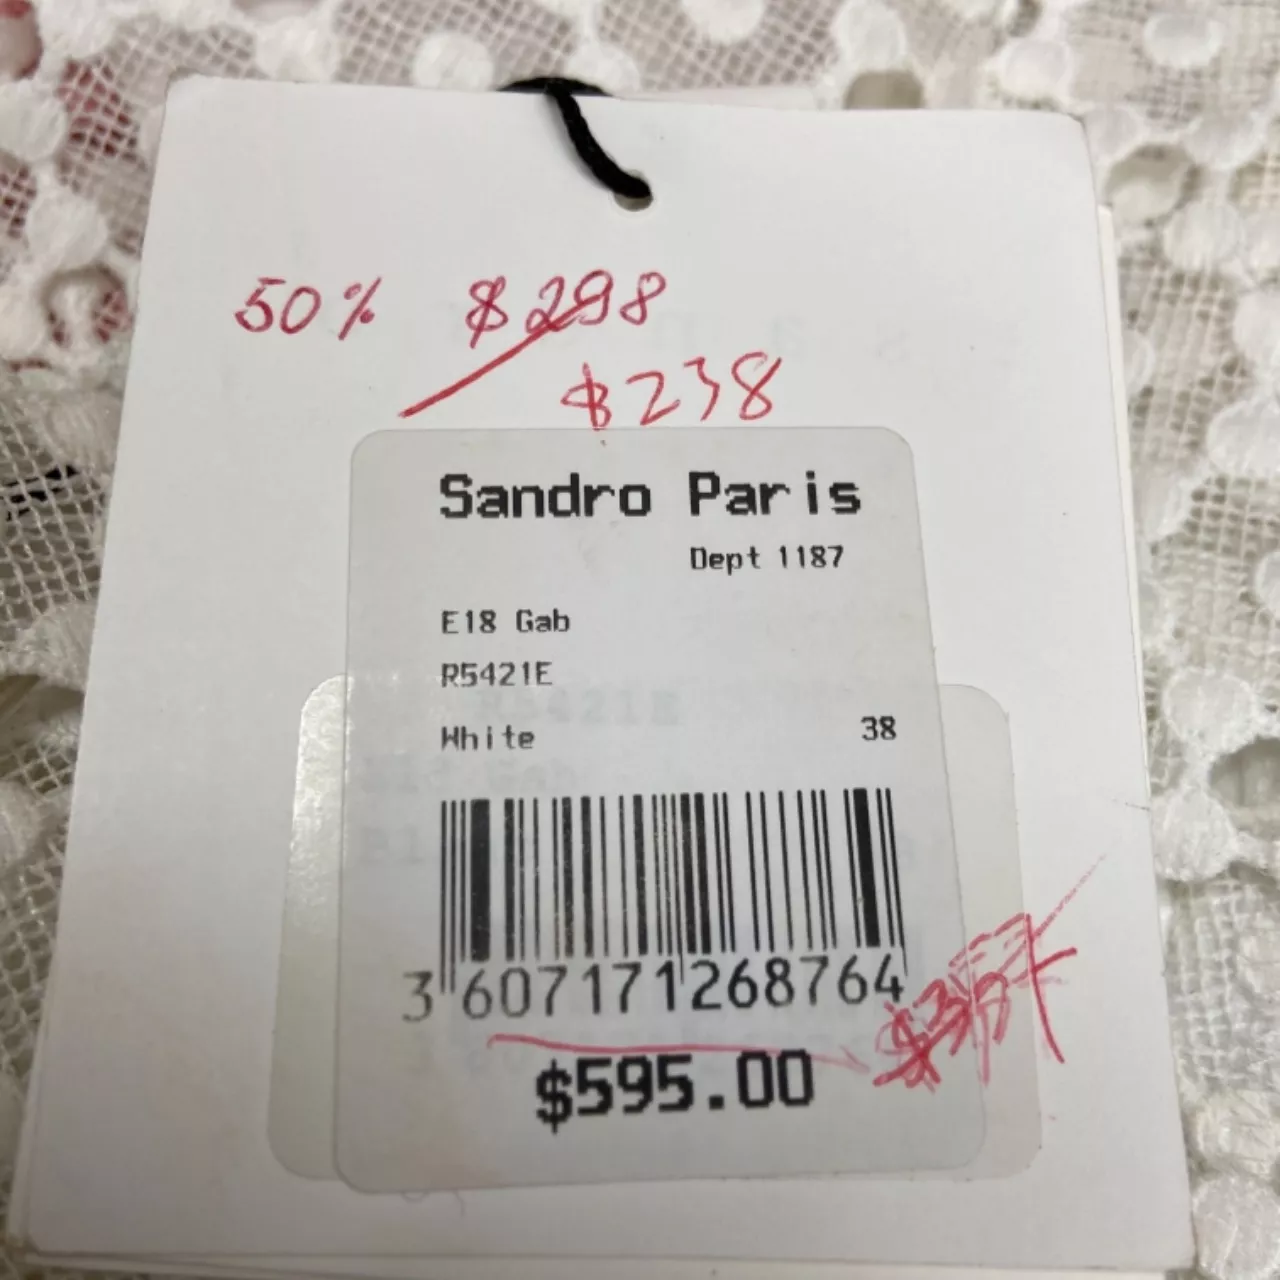 50% $298
$238
Sandro Paris
Dept 1187
E18 Gab
R5421E
White 38
3 607171 268764
$595.00